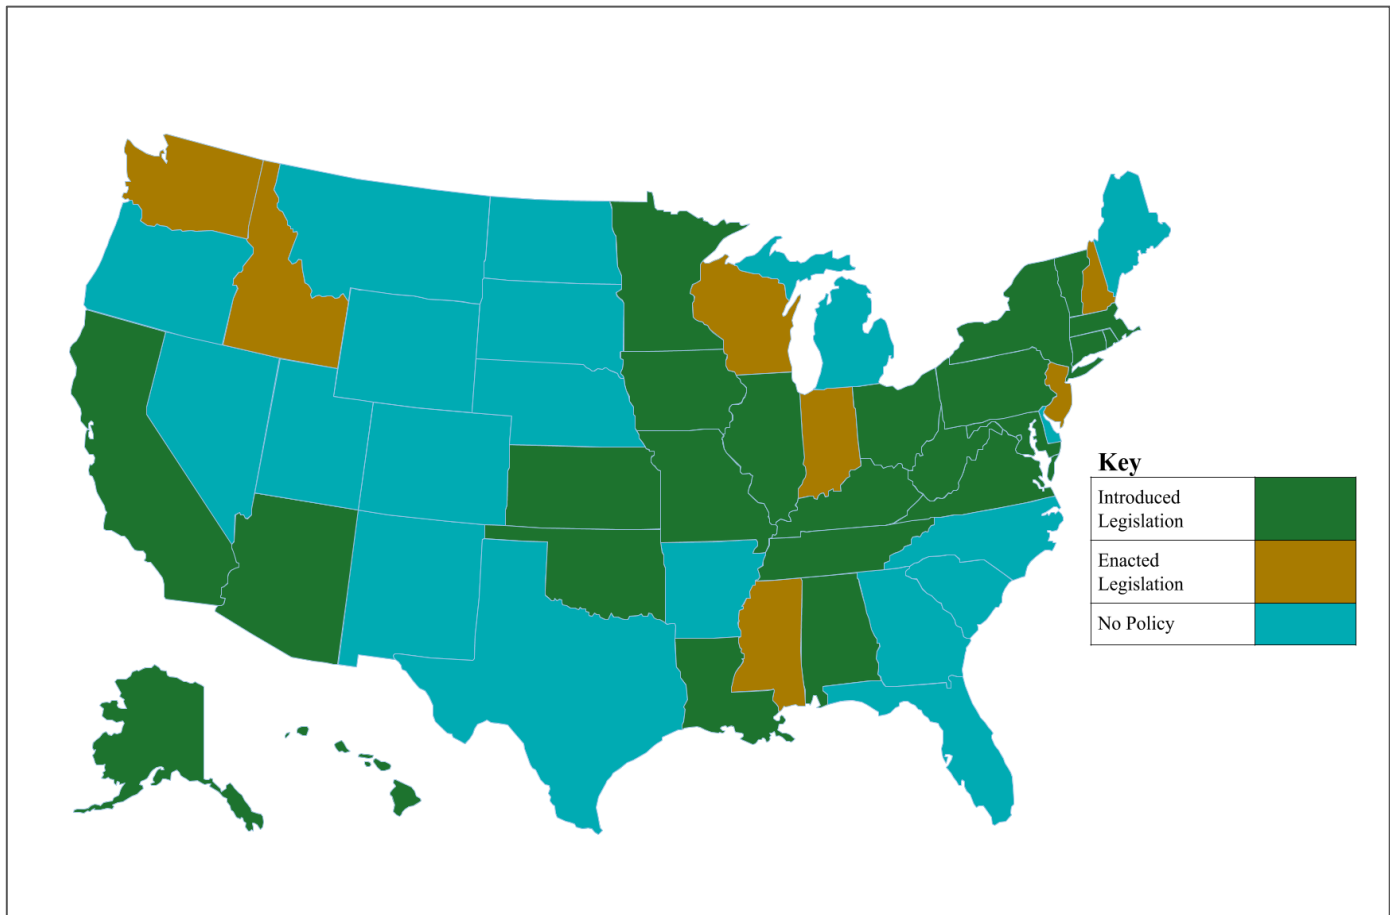 Key
Introduced
Legislation
Enacted
Legislation
No Policy